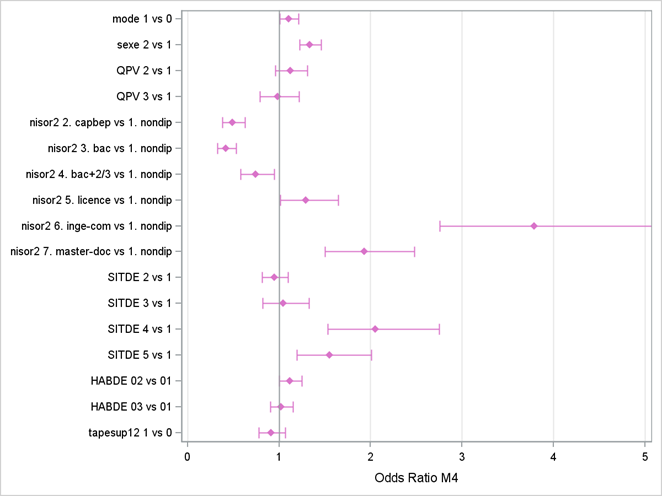 mode 1 vs 0
sexe 2 vs 1
QPV 2 vs 1
QPV 3 vs 1
nisor2 2. capbep vs 1. nondip
nisor2 3. bac vs 1. nondip
nisor2 4. bac+2/3 vs 1. nondip
nisor2 5. licence vs 1. nondip
nisor2 6. inge-com vs 1. nondip
nisor2 7. master-doc vs 1. nondip
SITDE 2 vs 1
SITDE 3 vs 1
SITDE 4 vs 1
SITDE 5 vs 1
HABDE 02 vs 01
HABDE 03 vs 01
tapesup12 1 vs 0
0 1 2 3 4 5
Odds Ratio M4